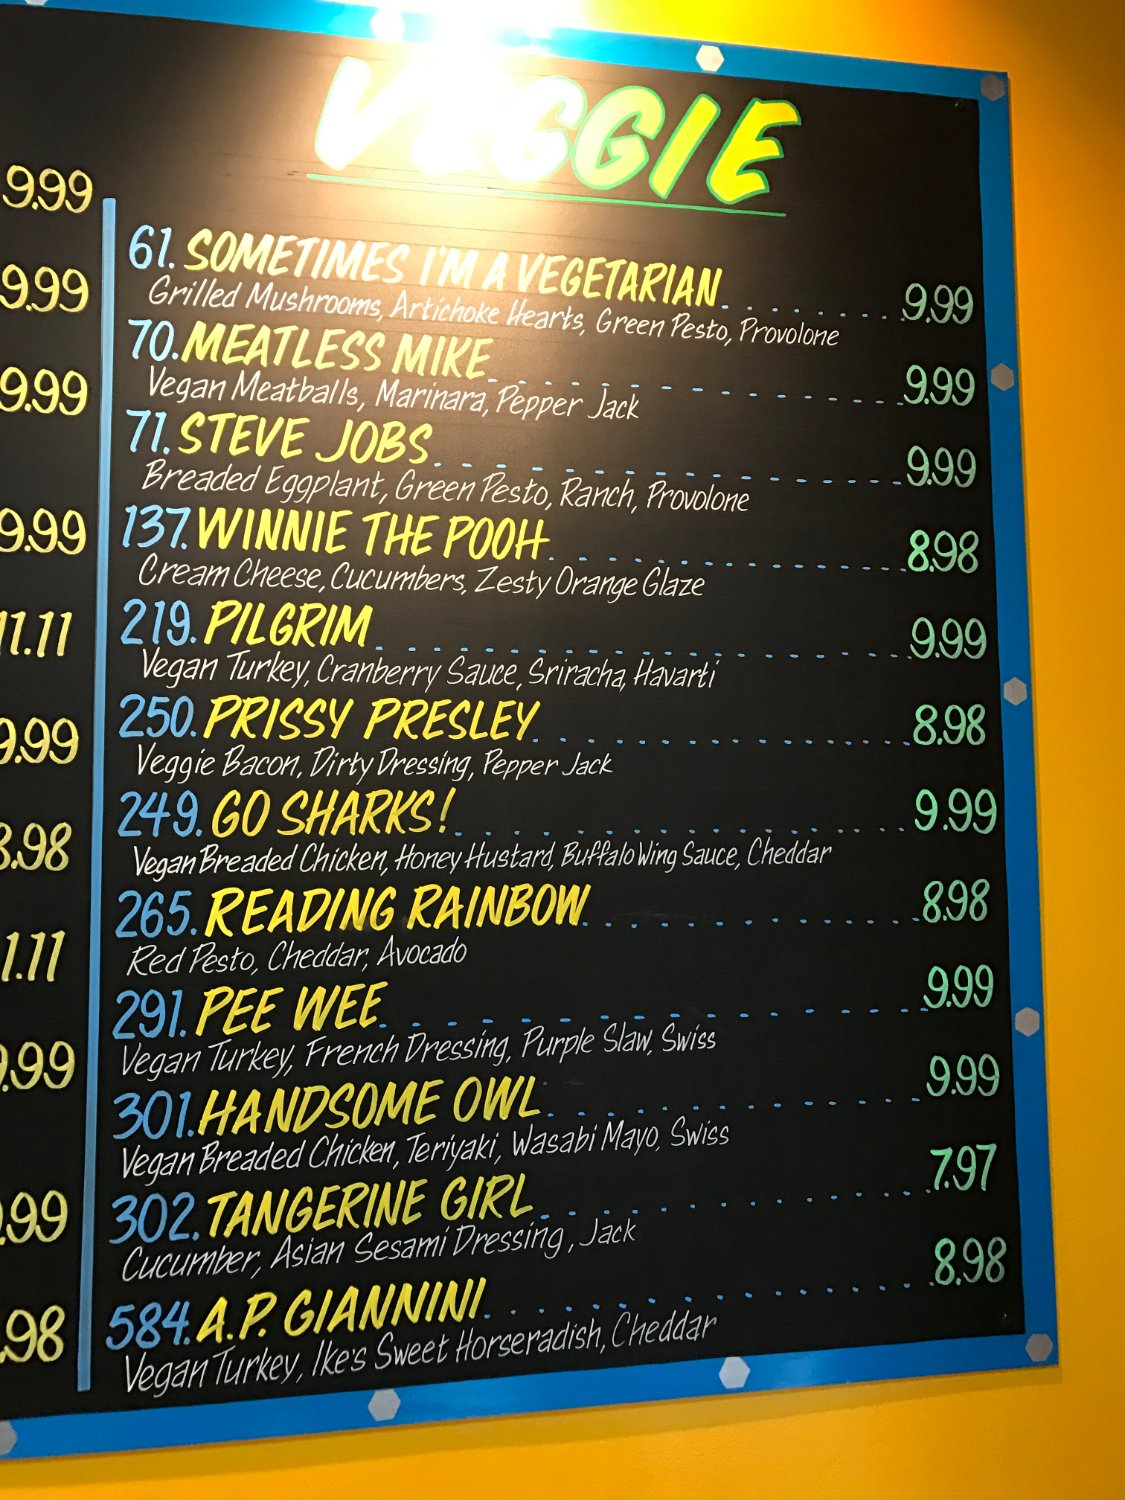 VEGGIE
9.99
9.99
9.99
9.99
11.11
9.99
8.98
1.11
9.99
.99
.98
61. SOMETIMES I'M A VEGETARIAN 9.99
Grilled Mushrooms, Artichoke Hearts, Green Pesto, Provolone
70. MEATLESS MIKE 9.99
Vegan Meatballs, Marinara, Pepper Jack
71. STEVE JOBS 9.99
Breaded Eggplant, Green Pesto, Ranch, Provolone
137. WINNIE THE POOH 8.98
Cream Cheese, Cucumbers, Zesty Orange Glaze
219. PILGRIM 9.99
Vegan Turkey, Cranberry Sauce, Sriracha, Havarti
250. PRISSY PRESLEY 8.98
Veggie Bacon, Dirty Dressing, Pepper Jack
249. GO SHARKS! 9.99
Vegan Breaded Chicken, Honey Hustard, Buffalo Wing Sauce, Cheddar
265. READING RAINBOW 8.98
Red Pesto, Cheddar, Avocado
291. PEE WEE 9.99
Vegan Turkey, French Dressing, Purple Slaw, Swiss
301. HANDSOME OWL 9.99
Vegan Breaded Chicken, Teriyaki, Wasabi Mayo, Swiss
302. TANGERINE GIRL 7.97
Cucumber, Asian Sesami Dressing, Jack
584. A.P. GIANNINI 8.98
Vegan Turkey, Ike's Sweet Horseradish, Cheddar